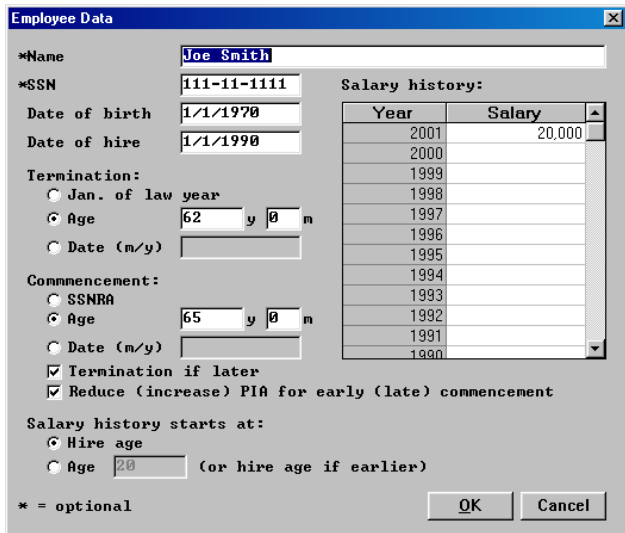 Employee Data
*Name Joe Smith
*SSN 111-11-1111 Salary history:
Date of birth 1/1/1970
Date of hire 1/1/1990
Year Salary
2001 20,000
2000
1999
1998
1997
1996
1995
1994
1993
1992
1991
1990
Termination:
Jan. of law year
Age 62 y 0 m
Date (m/y)
Commmencement:
SSNRA
Age 65 y 0 m
Date (m/y)
Termination if later
Reduce (increase) PIA for early (late) commencement
Salary history starts at:
Hire age
Age 20 (or hire age if earlier)
* = optional OK Cancel